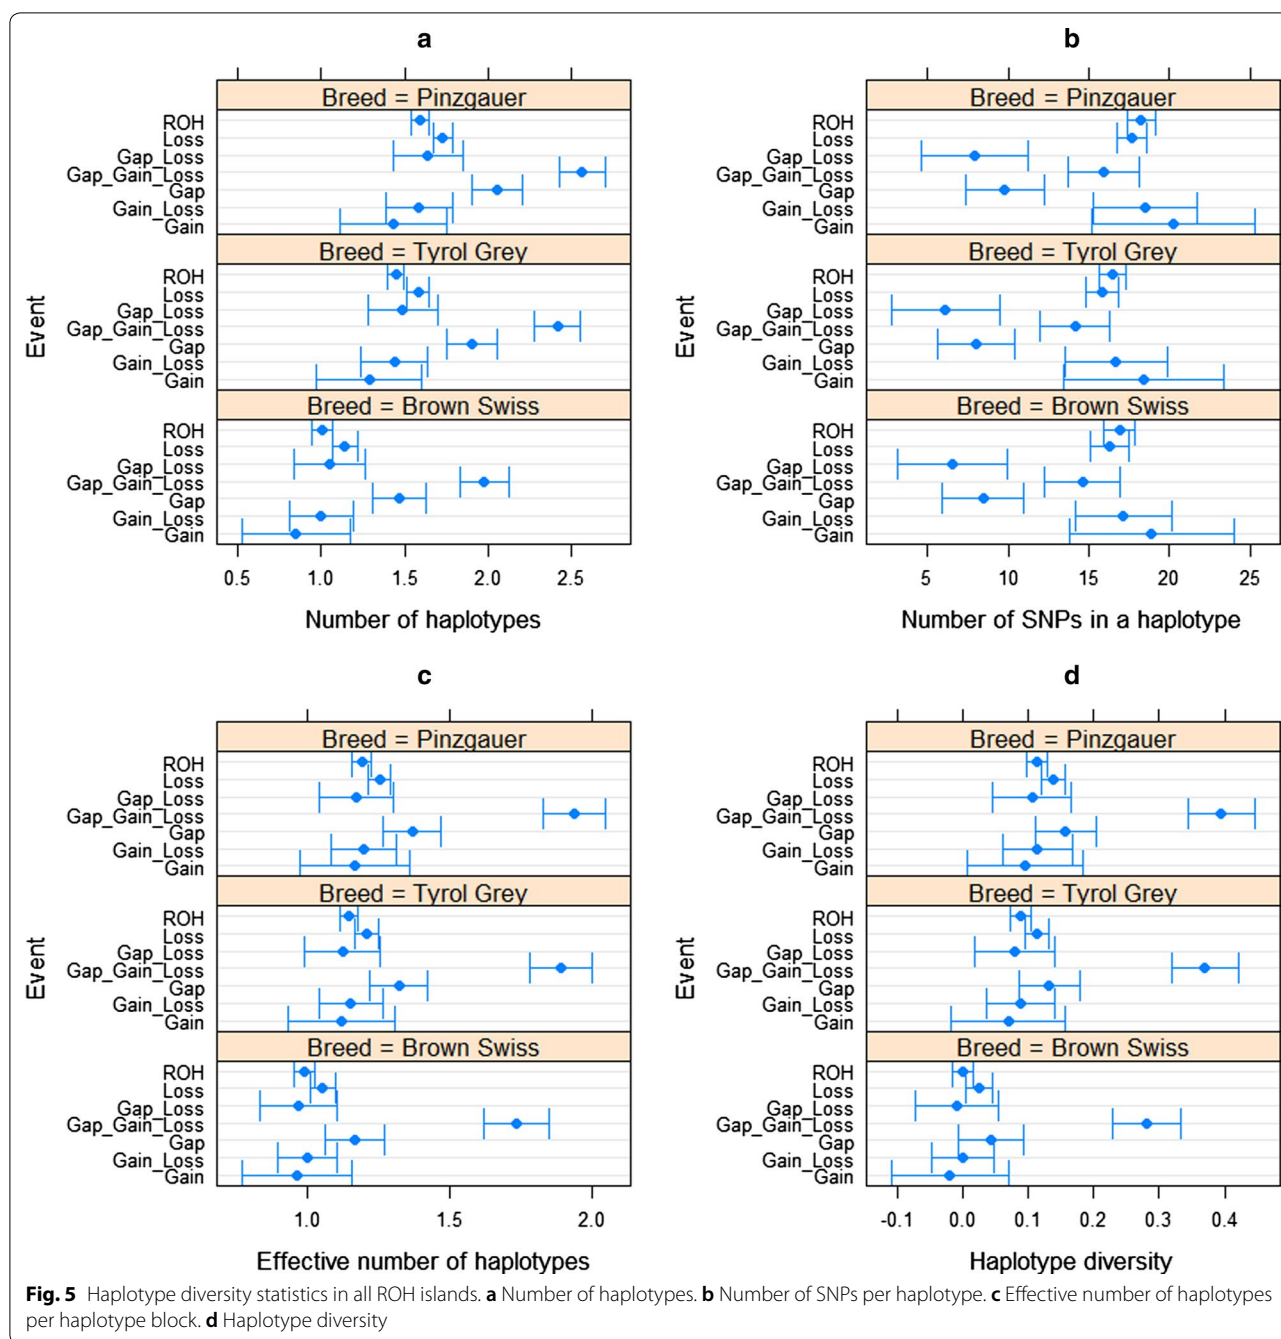 a
Breed = Pinzgauer
ROH
Loss
Gap_Loss
Gap_Gain_Loss
Gap
Gain_Loss
Gain
Breed = Tyrol Grey
ROH
Loss
Gap_Loss
Gap_Gain_Loss
Gap
Gain_Loss
Gain
Breed = Brown Swiss
ROH
Loss
Gap_Loss
Gap_Gain_Loss
Gap
Gain_Loss
Gain
Event
0.5 1.0 1.5 2.0 2.5
Number of haplotypes
b
Breed = Pinzgauer
ROH
Loss
Gap_Loss
Gap_Gain_Loss
Gap
Gain_Loss
Gain
Breed = Tyrol Grey
ROH
Loss
Gap_Loss
Gap_Gain_Loss
Gap
Gain_Loss
Gain
Breed = Brown Swiss
ROH
Loss
Gap_Loss
Gap_Gain_Loss
Gap
Gain_Loss
Gain
Event
5 10 15 20 25
Number of SNPs in a haplotype
c
Breed = Pinzgauer
ROH
Loss
Gap_Loss
Gap_Gain_Loss
Gap
Gain_Loss
Gain
Breed = Tyrol Grey
ROH
Loss
Gap_Loss
Gap_Gain_Loss
Gap
Gain_Loss
Gain
Breed = Brown Swiss
ROH
Loss
Gap_Loss
Gap_Gain_Loss
Gap
Gain_Loss
Gain
Event
1.0 1.5 2.0
Effective number of haplotypes
d
Breed = Pinzgauer
ROH
Loss
Gap_Loss
Gap_Gain_Loss
Gap
Gain_Loss
Gain
Breed = Tyrol Grey
ROH
Loss
Gap_Loss
Gap_Gain_Loss
Gap
Gain_Loss
Gain
Breed = Brown Swiss
ROH
Loss
Gap_Loss
Gap_Gain_Loss
Gap
Gain_Loss
Gain
Event
-0.1 0.0 0.1 0.2 0.3 0.4
Haplotype diversity
Fig. 5 Haplotype diversity statistics in all ROH islands. a Number of haplotypes. b Number of SNPs per haplotype. c Effective number of haplotypes
per haplotype block. d Haplotype diversity